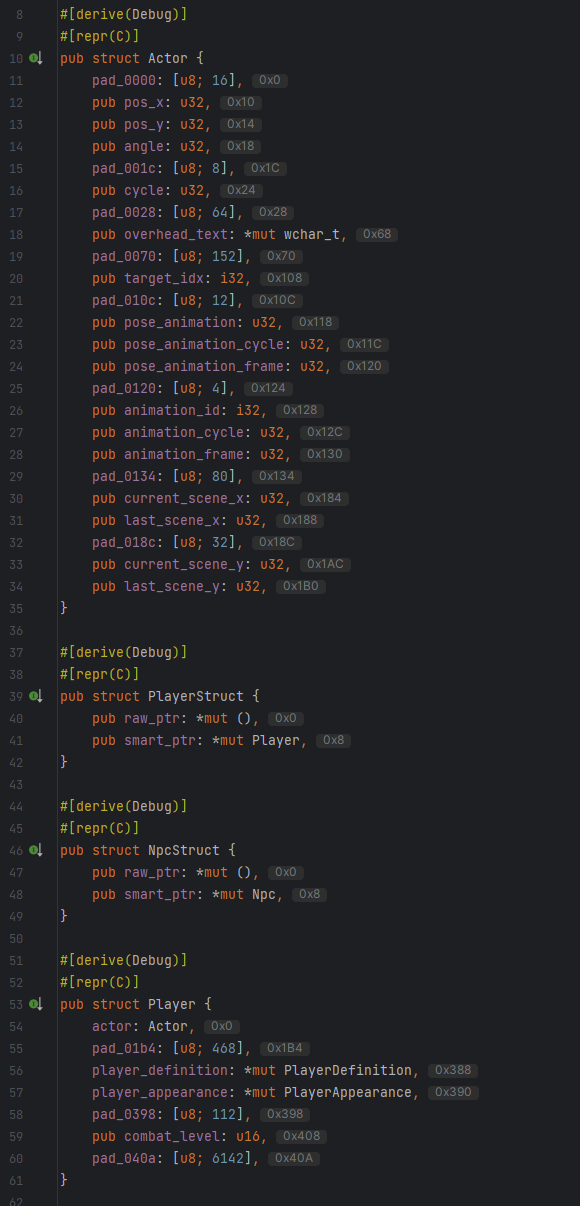 8 #[derive(Debug)]
9 #[repr(C)]
10 pub struct Actor {
11 pad_0000: [u8; 16], 0x0
12 pub pos_x: u32, 0x10
13 pub pos_y: u32, 0x14
14 pub angle: u32, 0x18
15 pad_001c: [u8; 8], 0x1C
16 pub cycle: u32, 0x24
17 pad_0028: [u8; 64], 0x28
18 pub overhead_text: *mut wchar_t, 0x68
19 pad_0070: [u8; 152], 0x70
20 pub target_idx: i32, 0x108
21 pad_010c: [u8; 12], 0x10C
22 pub pose_animation: u32, 0x118
23 pub pose_animation_cycle: u32, 0x11C
24 pub pose_animation_frame: u32, 0x120
25 pad_0120: [u8; 4], 0x124
26 pub animation_id: i32, 0x128
27 pub animation_cycle: u32, 0x12C
28 pub animation_frame: u32, 0x130
29 pad_0134: [u8; 80], 0x134
30 pub current_scene_x: u32, 0x184
31 pub last_scene_x: u32, 0x188
32 pad_018c: [u8; 32], 0x18C
33 pub current_scene_y: u32, 0x1AC
34 pub last_scene_y: u32, 0x1B0
35 }
36
37 #[derive(Debug)]
38 #[repr(C)]
39 pub struct PlayerStruct {
40 pub raw_ptr: *mut (), 0x0
41 pub smart_ptr: *mut Player, 0x8
42 }
43
44 #[derive(Debug)]
45 #[repr(C)]
46 pub struct NpcStruct {
47 pub raw_ptr: *mut (), 0x0
48 pub smart_ptr: *mut Npc, 0x8
49 }
50
51 #[derive(Debug)]
52 #[repr(C)]
53 pub struct Player {
54 actor: Actor, 0x0
55 pad_01b4: [u8; 468], 0x1B4
56 player_definition: *mut PlayerDefinition, 0x388
57 player_appearance: *mut PlayerAppearance, 0x390
58 pad_0398: [u8; 112], 0x398
59 pub combat_level: u16, 0x408
60 pad_040a: [u8; 6142], 0x40A
61 }
62